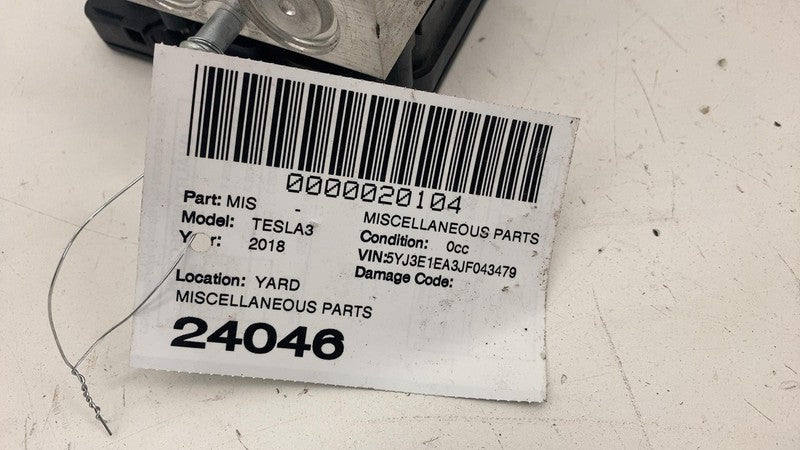 0000020104
Part: MIS - MISCELLANEOUS PARTS
Model: TESLA3 Condition: 0cc
Year: 2018 VIN:5YJ3E1EA3JF043479
Damage Code:
Location: YARD
MISCELLANEOUS PARTS
24046